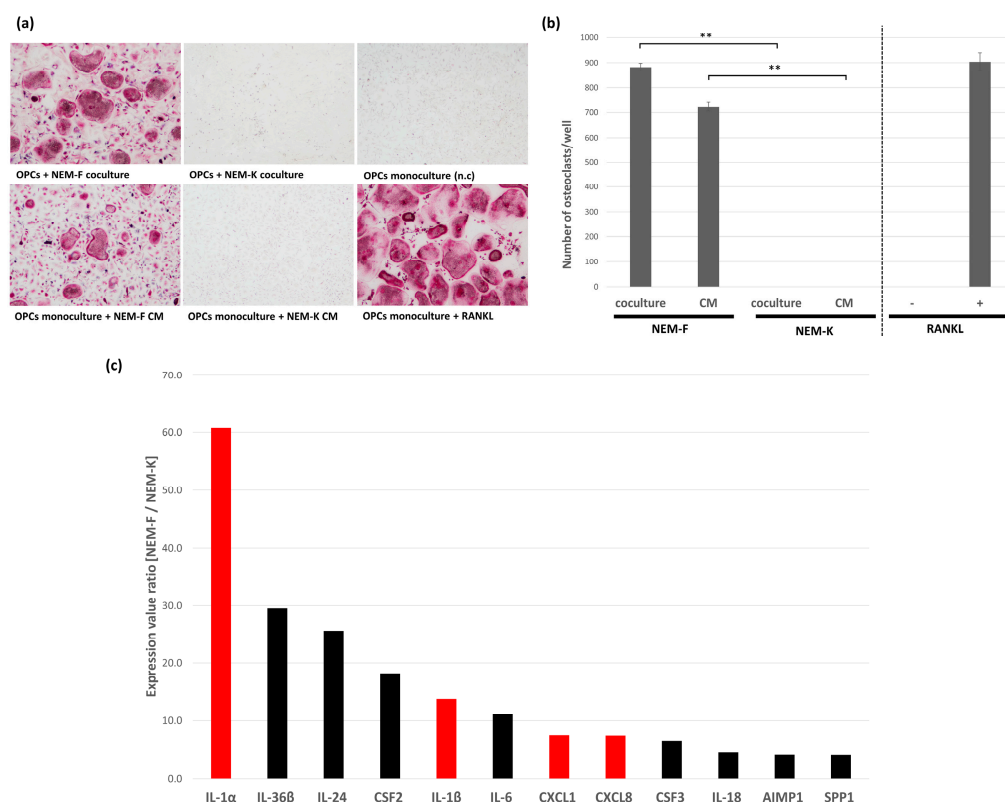 (a)
OPCs + NEM-F coculture
OPCs + NEM-K coculture
OPCs monoculture (n.c)
OPCs monoculture + NEM-F CM
OPCs monoculture + NEM-K CM
OPCs monoculture + RANKL
(b)
Number of osteoclasts/well
1000
900
800
700
600
500
400
300
200
100
0
**
**
coculture
CM
coculture
CM
-
+
NEM-F
NEM-K
RANKL
(c)
Expression value ratio [NEM-F / NEM-K]
70.0
60.0
50.0
40.0
30.0
20.0
10.0
0.0
IL-1α
IL-36ß
IL-24
CSF2
IL-1ß
IL-6
CXCL1
CXCL8
CSF3
IL-18
AIMP1
SPP1